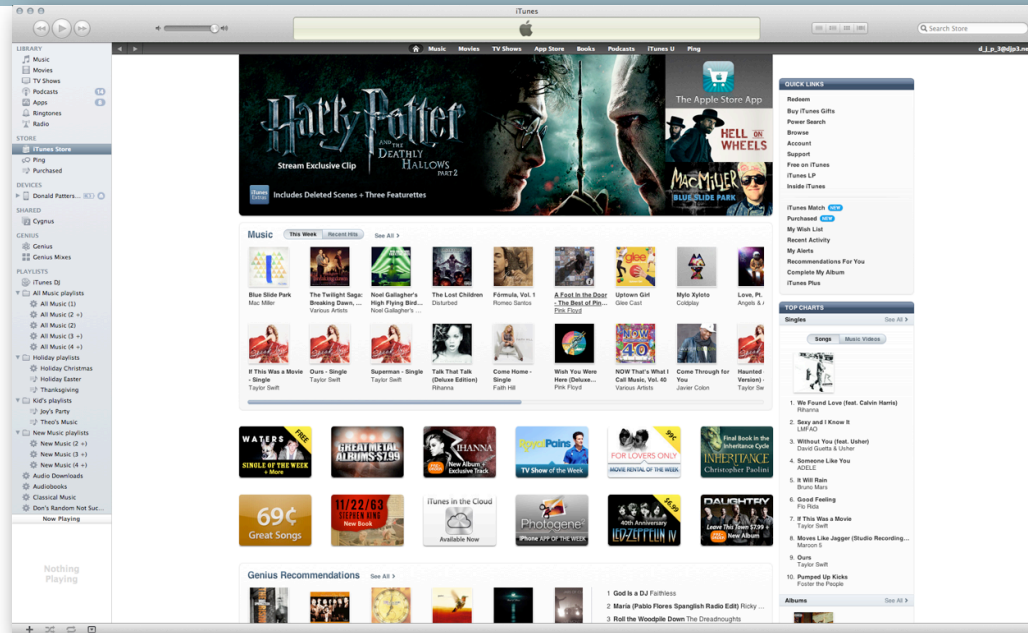 iTunes
Search Store
Music Movies TV Shows App Store Books Podcasts iTunes U Ping
LIBRARY
Music
Movies
TV Shows
Podcasts 14
Apps 6
Ringtones
Radio
STORE
iTunes Store
Ping
Purchased
DEVICES
Donald Patters...
SHARED
Cygnus
GENIUS
Genius
Genius Mixes
PLAYLISTS
iTunes DJ
All Music playlists
All Music (1)
All Music (2 +)
All Music (2)
All Music (3 +)
All Music (4 +)
Holiday playlists
Holiday Christmas
Holiday Easter
Thanksgiving
Kid's playlists
Joy's Party
Theo's Music
New Music playlists
New Music (2 +)
New Music (3 +)
New Music (4 +)
Audio Downloads
Audiobooks
Classical Music
Don's Random Not Suc...
Now Playing
Nothing
Playing
Harry Potter
AND THE
DEATHLY
HALLOWS
PART 2
Stream Exclusive Clip
iTunes
Extras
Includes Deleted Scenes + Three Featurettes
The Apple Store App
HELL ON
WHEELS
MAC MILLER
BLUE SLIDE PARK
Music This Week Recent Hits See All >
Blue Slide Park
Mac Miller
The Twilight Saga:
Breaking Dawn, ...
Various Artists
Noel Gallagher's
High Flying Bird...
Noel Gallagher's ...
The Lost Children
Disturbed
Fórmula, Vol. 1
Romeo Santos
A Foot in the Door
- The Best of Pin...
Pink Floyd
glee
Uptown Girl
Glee Cast
Mylo Xyloto
Coldplay
Love, Pt.
Angels &
If This Was a Movie
- Single
Taylor Swift
Ours - Single
Taylor Swift
Superman - Single
Taylor Swift
Talk That Talk
(Deluxe Edition)
Rihanna
Come Home -
Single
Faith Hill
Wish You Were
Here (Deluxe...
Pink Floyd
NOW
40
NOW That's What I
Call Music, Vol. 40
Various Artists
Come Through for
You
Javier Colon
Haunted
Version)
Taylor Sw
WATERS
FREE
SINGLE OF THE WEEK
+ More
GREAT METAL
ALBUMS $7.99
RIHANNA
New Album +
Exclusive Track
Royal Pains
TV Show of the Week
99¢
FOR LOVERS ONLY
MOVIE RENTAL OF THE WEEK
Final Book in the
Inheritance Cycle
INHERITANCE
Christopher Paolini
69¢
Great Songs
11/22/63
STEPHEN KING
New Book
iTunes in the Cloud
Available Now
Photogene²
iPhone APP OF THE WEEK
$6.99
40th Anniversary
LED ZEPPELIN IV
DAUGHTRY
Leave This Town $7.99 +
New Album
Genius Recommendations See All >
1 God Is a DJ Faithless
2 Maria (Pablo Flores Spanglish Radio Edit) Ricky ...
3 Roll the Woodpile Down The Dreadnoughts
QUICK LINKS
Redeem
Buy iTunes Gifts
Power Search
Browse
Account
Support
Free on iTunes
iTunes LP
Inside iTunes
iTunes Match NEW
Purchased NEW
My Wish List
Recent Activity
My Alerts
Recommendations For You
Complete My Album
iTunes Plus
TOP CHARTS
Singles See All >
Songs Music Videos
1. We Found Love (feat. Calvin Harris)
Rihanna
2. Sexy and I Know It
LMFAO
3. Without You (feat. Usher)
David Guetta & Usher
4. Someone Like You
ADELE
5. It Will Rain
Bruno Mars
6. Good Feeling
Flo Rida
7. If This Was a Movie
Taylor Swift
8. Moves Like Jagger (Studio Recording...
Maroon 5
9. Ours
Taylor Swift
10. Pumped Up Kicks
Foster the People
Albums See All >